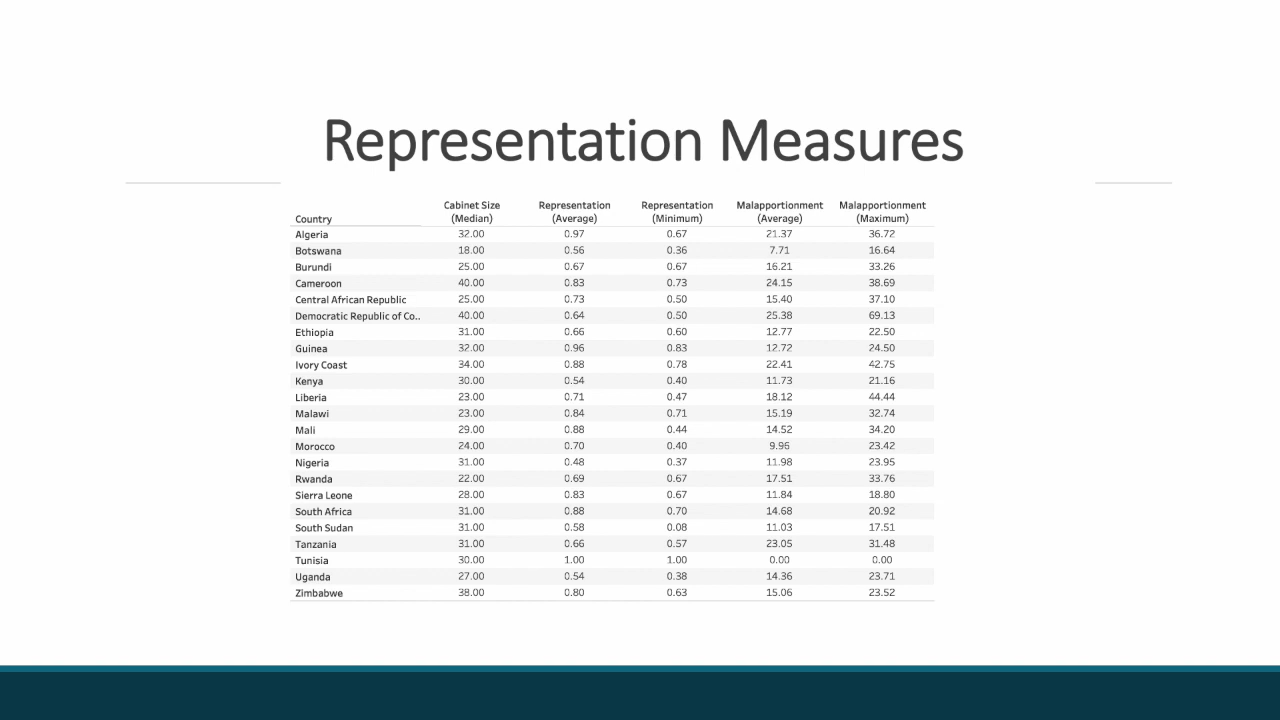 Representation Measures
Country Cabinet Size (Median) Representation (Average) Representation (Minimum) Malapportionment (Average) Malapportionment (Maximum)
Algeria 32.00 0.97 0.67 21.37 36.72
Botswana 18.00 0.56 0.36 7.71 16.64
Burundi 25.00 0.67 0.67 16.21 33.26
Cameroon 40.00 0.83 0.73 24.15 38.69
Central African Republic 25.00 0.73 0.50 15.40 37.10
Democratic Republic of Co.. 40.00 0.64 0.50 25.38 69.13
Ethiopia 31.00 0.66 0.60 12.77 22.50
Guinea 32.00 0.96 0.83 12.72 24.50
Ivory Coast 34.00 0.88 0.78 22.41 42.75
Kenya 30.00 0.54 0.40 11.73 21.16
Liberia 23.00 0.71 0.47 18.12 44.44
Malawi 23.00 0.84 0.71 15.19 32.74
Mali 29.00 0.88 0.44 14.52 34.20
Morocco 24.00 0.70 0.40 9.96 23.42
Nigeria 31.00 0.48 0.37 11.98 23.95
Rwanda 22.00 0.69 0.67 17.51 33.76
Sierra Leone 28.00 0.83 0.67 11.84 18.80
South Africa 31.00 0.88 0.70 14.68 20.92
South Sudan 31.00 0.58 0.08 11.03 17.51
Tanzania 31.00 0.66 0.57 23.05 31.48
Tunisia 30.00 1.00 1.00 0.00 0.00
Uganda 27.00 0.54 0.38 14.36 23.71
Zimbabwe 38.00 0.80 0.63 15.06 23.52